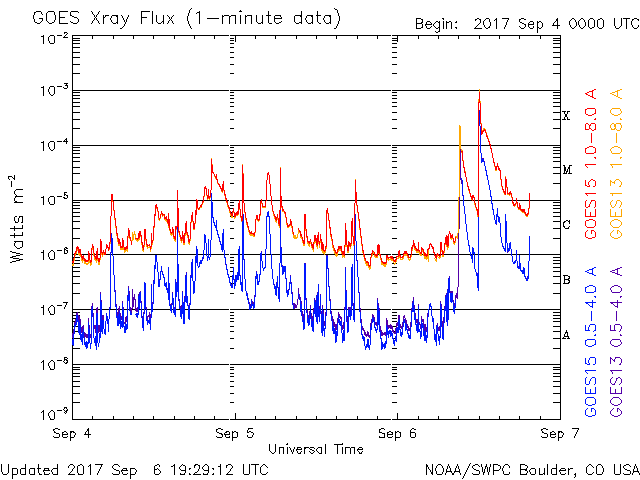 GOES Xray Flux (1-minute data)
Begin: 2017 Sep 4 0000 UTC
10-2
10-3
10-4
10-5
10-6
10-7
10-8
10-9
Watts m-2
X
M
C
B
A
GOES15 1.0-8.0 A
GOES13 1.0-8.0 A
GOES15 0.5-4.0 A
GOES13 0.5-4.0 A
Sep 4
Sep 5
Sep 6
Sep 7
Universal Time
Updated 2017 Sep 6 19:29:12 UTC
NOAA/SWPC Boulder, CO USA